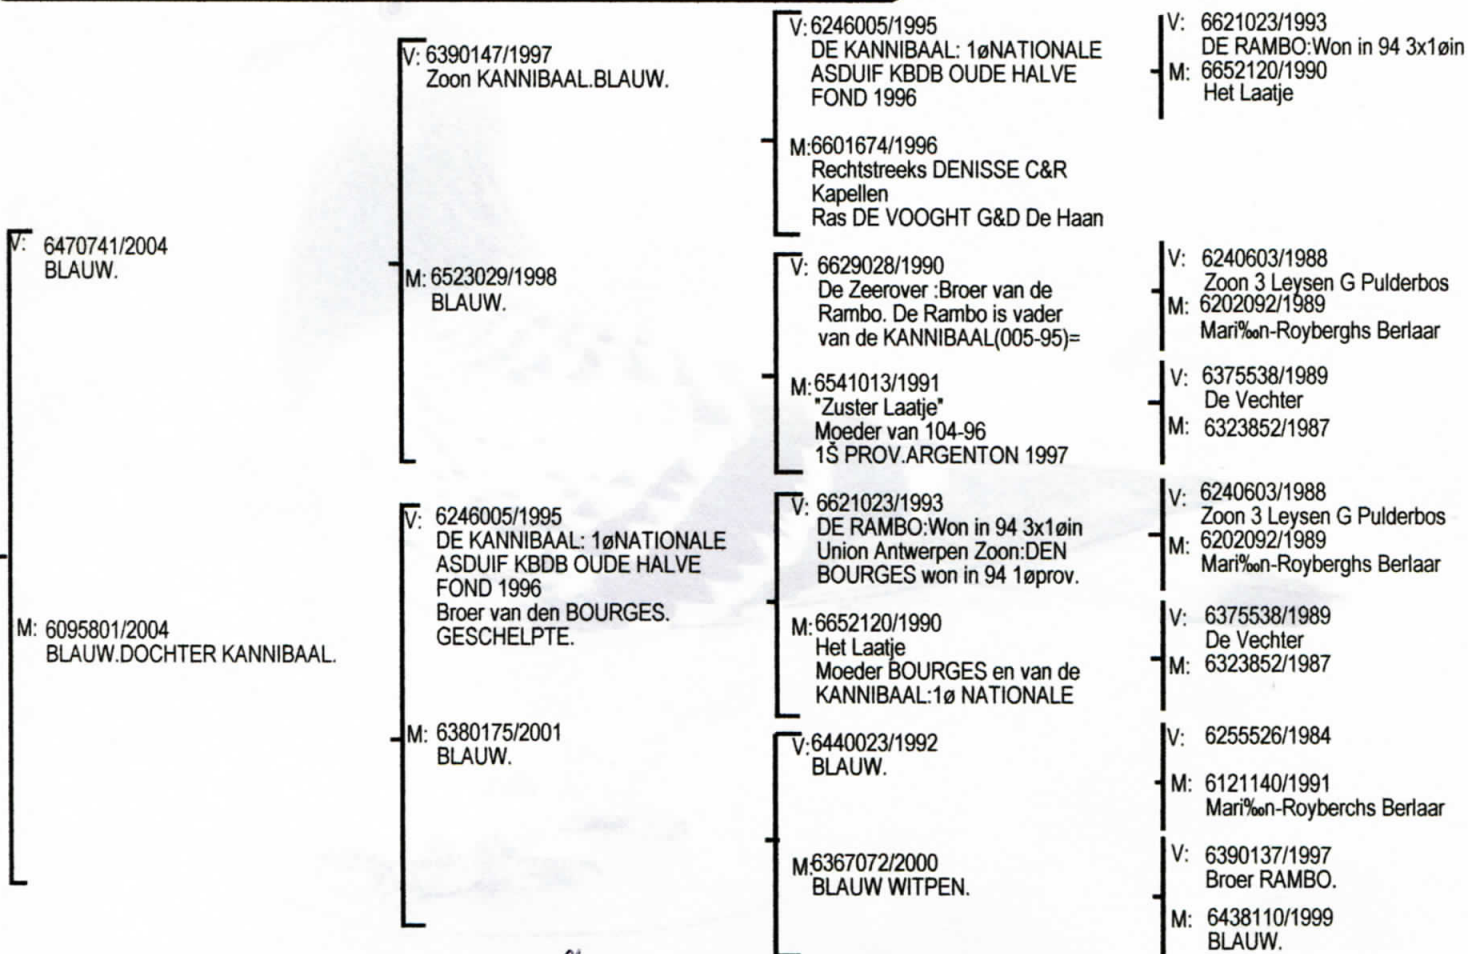 V: 6470741/2004
BLAUW.
M: 6095801/2004
BLAUW.DOCHTER KANNIBAAL.
V: 6390147/1997
Zoon KANNIBAAL.BLAUW.
M: 6523029/1998
BLAUW.
V: 6246005/1995
DE KANNIBAAL: 1øNATIONALE
ASDUIF KBDB OUDE HALVE
FOND 1996
Broer van den BOURGES.
GESCHELPTE.
M: 6380175/2001
BLAUW.
V: 6246005/1995
DE KANNIBAAL: 1øNATIONALE
ASDUIF KBDB OUDE HALVE
FOND 1996
M:6601674/1996
Rechtstreeks DENISSE C&R
Kapellen
Ras DE VOOGHT G&D De Haan
V: 6629028/1990
De Zeerover :Broer van de
Rambo. De Rambo is vader
van de KANNIBAAL(005-95)=
M: 6541013/1991
"Zuster Laatje"
Moeder van 104-96
1Š PROV.ARGENTON 1997
V: 6621023/1993
DE RAMBO:Won in 94 3x1øin
Union Antwerpen Zoon:DEN
BOURGES won in 94 1øprov.
M: 6652120/1990
Het Laatje
Moeder BOURGES en van de
KANNIBAAL:1ø NATIONALE
V:6440023/1992
BLAUW.
M:6367072/2000
BLAUW WITPEN.
V: 6621023/1993
DE RAMBO:Won in 94 3x1øin
M: 6652120/1990
Het Laatje
V: 6240603/1988
Zoon 3 Leysen G Pulderbos
M: 6202092/1989
Mari‰n-Royberghs Berlaar
V: 6375538/1989
De Vechter
M: 6323852/1987
V: 6240603/1988
Zoon 3 Leysen G Pulderbos
M: 6202092/1989
Mari‰n-Royberghs Berlaar
V: 6375538/1989
De Vechter
M: 6323852/1987
V: 6255526/1984
M: 6121140/1991
Mari‰n-Royberchs Berlaar
V: 6390137/1997
Broer RAMBO.
M: 6438110/1999
BLAUW.